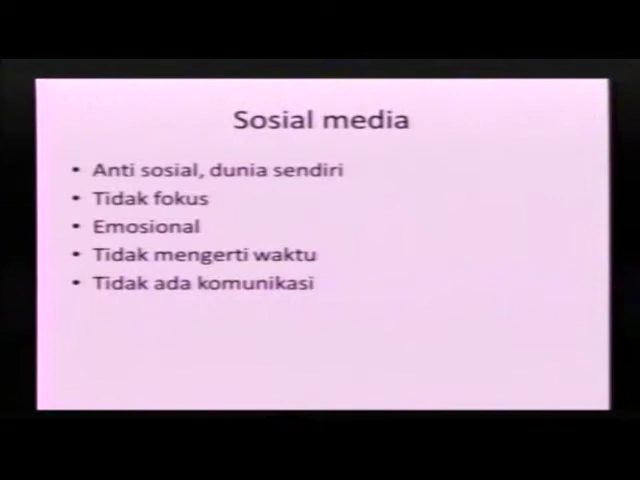 Sosial media
• Anti sosial, dunia sendiri
• Tidak fokus
• Emosional
• Tidak mengerti waktu
• Tidak ada komunikasi